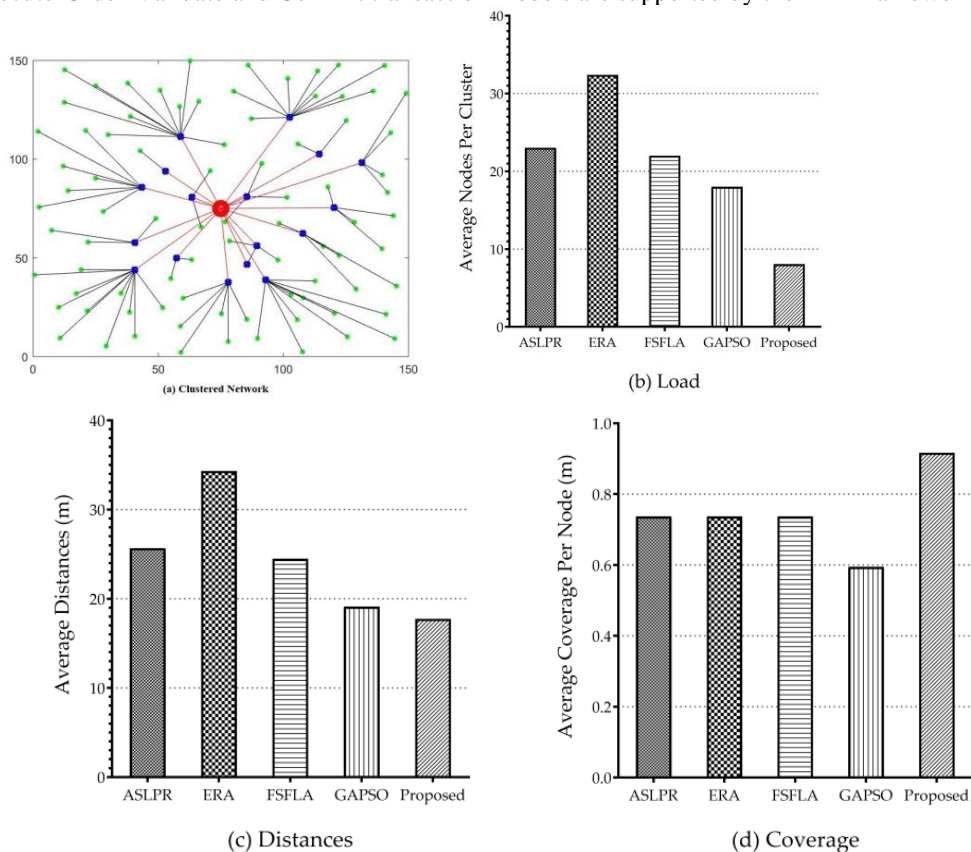 150
100
50
0
0
50
100
150
(a) Clustered Network
Average Nodes Per Cluster
40
30
20
10
0
ASLPR
ERA
FSFLA
GAPSO
Proposed
(b) Load
Average Distances (m)
40
30
20
10
0
ASLPR
ERA
FSFLA
GAPSO
Proposed
(c) Distances
Average Coverage Per Node (m)
1.0
0.8
0.6
0.4
0.2
0.0
ASLPR
ERA
FSFLA
GAPSO
Proposed
(d) Coverage